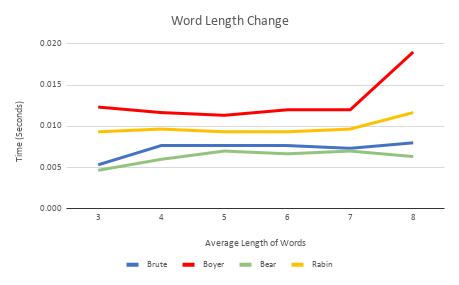 Word Length Change
0.020
0.015
0.010
0.005
0.000
Time (Seconds)
3 4 5 6 7 8
Average Length of Words
Brute Boyer Bear Rabin